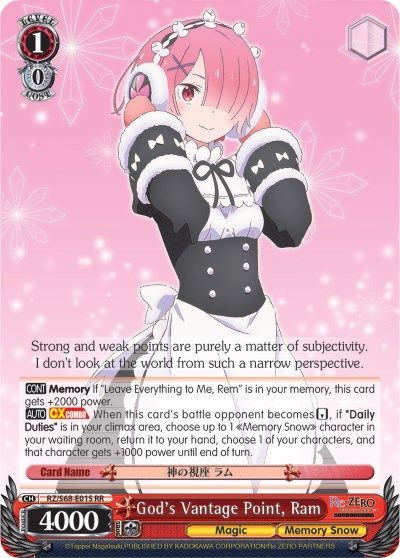 LEVEL
1
0
COST
Strong and weak points are purely a matter of subjectivity.
I don't look at the world from such a narrow perspective.
CONT Memory If "Leave Everything to Me, Rem" is in your memory, this card
gets +2000 power.
AUTO CXCOMBO When this card's battle opponent becomes, if "Daily
Duties" is in your climax area, choose up to 1 «Memory Snow» character in
your waiting room, return it to your hand, choose 1 of your characters, and
that character gets +1000 power until end of turn.
Card Name 神の視座 ラム
CH RZ/S68-E015 RR
God's Vantage Point, Ram
POWER 4000
Re:ZERO
Magic Memory Snow
©Tappei Nagatsuki,PUBLISHED BY KADOKAWA CORPORATION/Re:ZERO PARTNERS